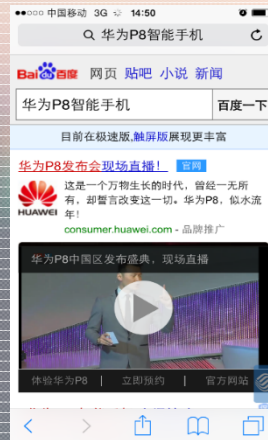 中国移动 3G 14:50
华为P8智能手机
Bai 百度 网页 贴吧 小说 新闻
华为P8智能手机 百度一下
目前在极速版,触屏版展现更丰富
华为P8发布会现场直播! 官网
这是一个万物生长的时代，曾经一无所
有，却誓言改变这一切。华为P8，似水流
年！
HUAWEI
consumer.huawei.com - 品牌推广
华为P8中国区发布盛典，现场直播
体验华为P8 | 立即预约 | 官方网站